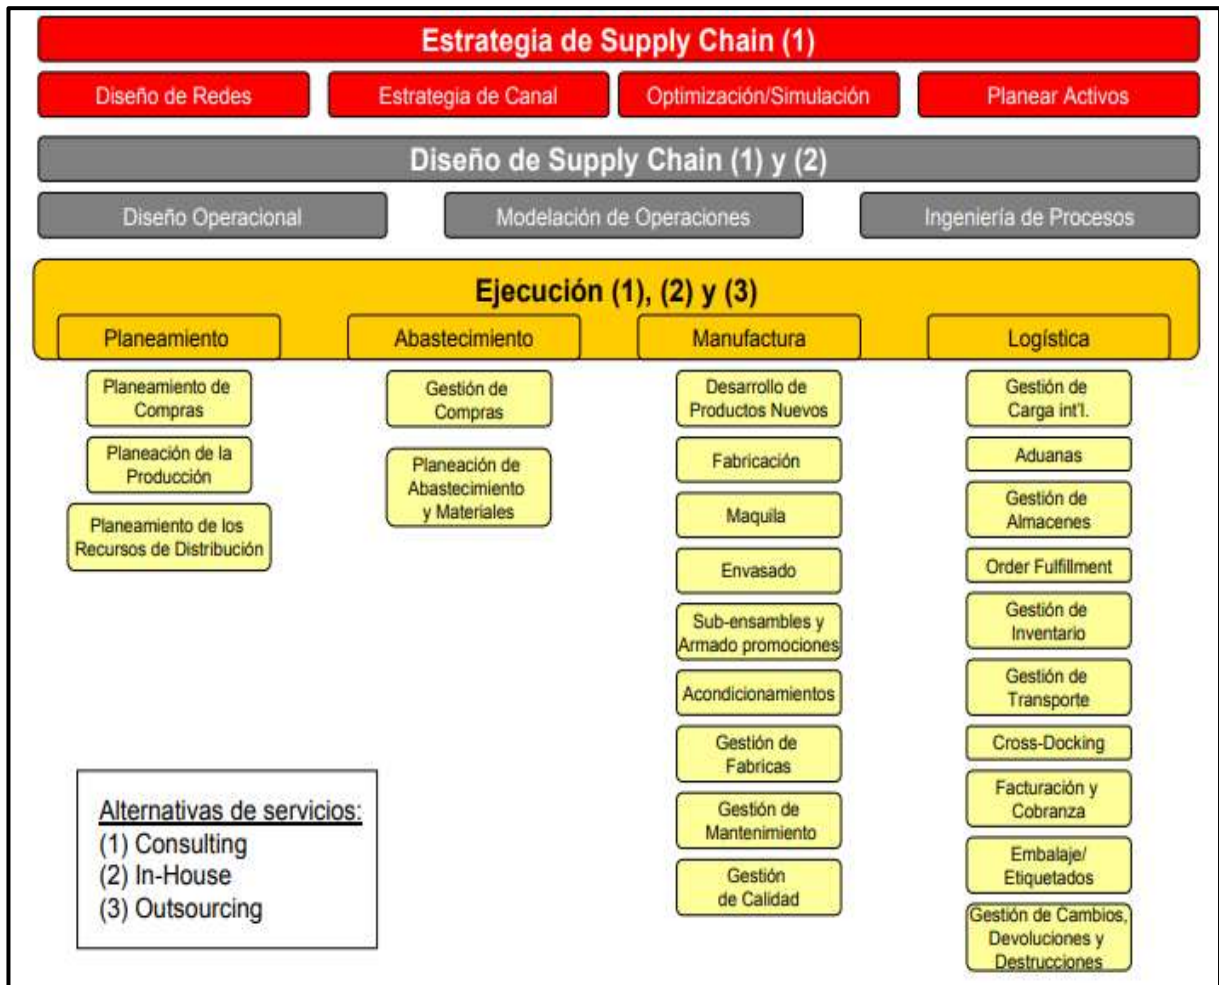 Estrategia de Supply Chain (1)
Diseño de Redes
Estrategia de Canal
Optimización/Simulación
Planear Activos
Diseño de Supply Chain (1) y (2)
Diseño Operacional
Modelación de Operaciones
Ingeniería de Procesos
Ejecución (1), (2) y (3)
Planeamiento
Planeamiento de
Compras
Planeación de la
Producción
Planeamiento de los
Recursos de Distribución
Abastecimiento
Gestión de
Compras
Planeación de
Abastecimiento
y Materiales
Manufactura
Desarrollo de
Productos Nuevos
Fabricación
Maquila
Envasado
Sub-ensambles y
Armado promociones
Acondicionamientos
Gestión de
Fabricas
Gestión de
Mantenimiento
Gestión
de Calidad
Logística
Gestión de
Carga int'l.
Aduanas
Gestión de
Almacenes
Order Fulfillment
Gestión de
Inventario
Gestión de
Transporte
Cross-Docking
Facturación y
Cobranza
Embalaje/
Etiquetados
Gestión de Cambios,
Devoluciones y
Destrucciones
Alternativas de servicios:
(1) Consulting
(2) In-House
(3) Outsourcing